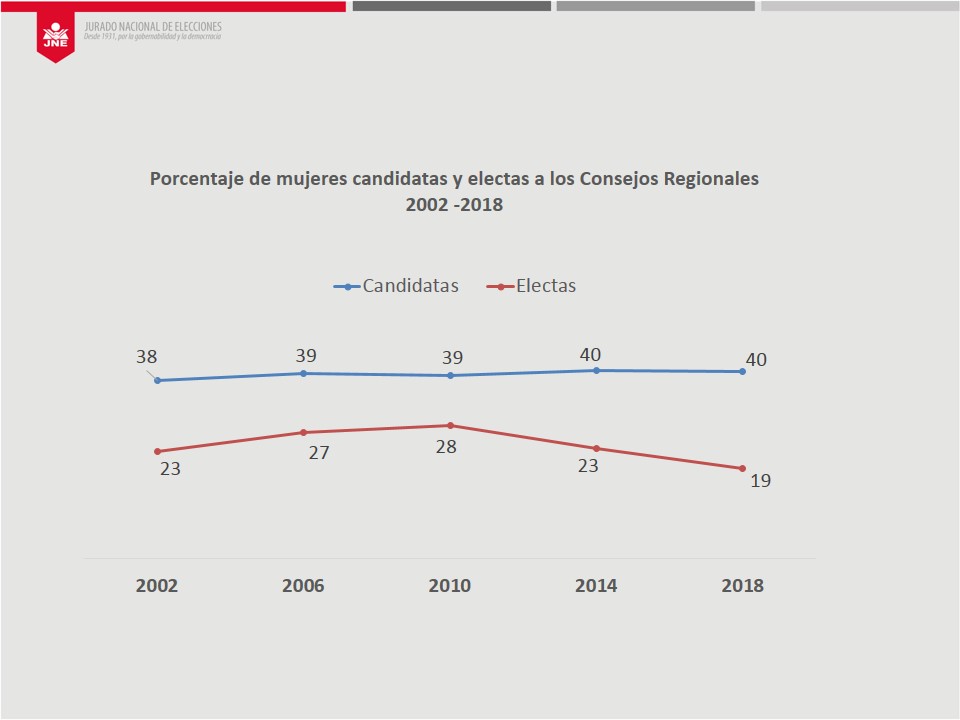 JNE
JURADO NACIONAL DE ELECCIONES
Desde 1931, por la gobernabilidad y la democracia
Porcentaje de mujeres candidatas y electas a los Consejos Regionales
2002 -2018
Candidatas Electas
38 39 39 40 40
23 27 28 23 19
2002 2006 2010 2014 2018